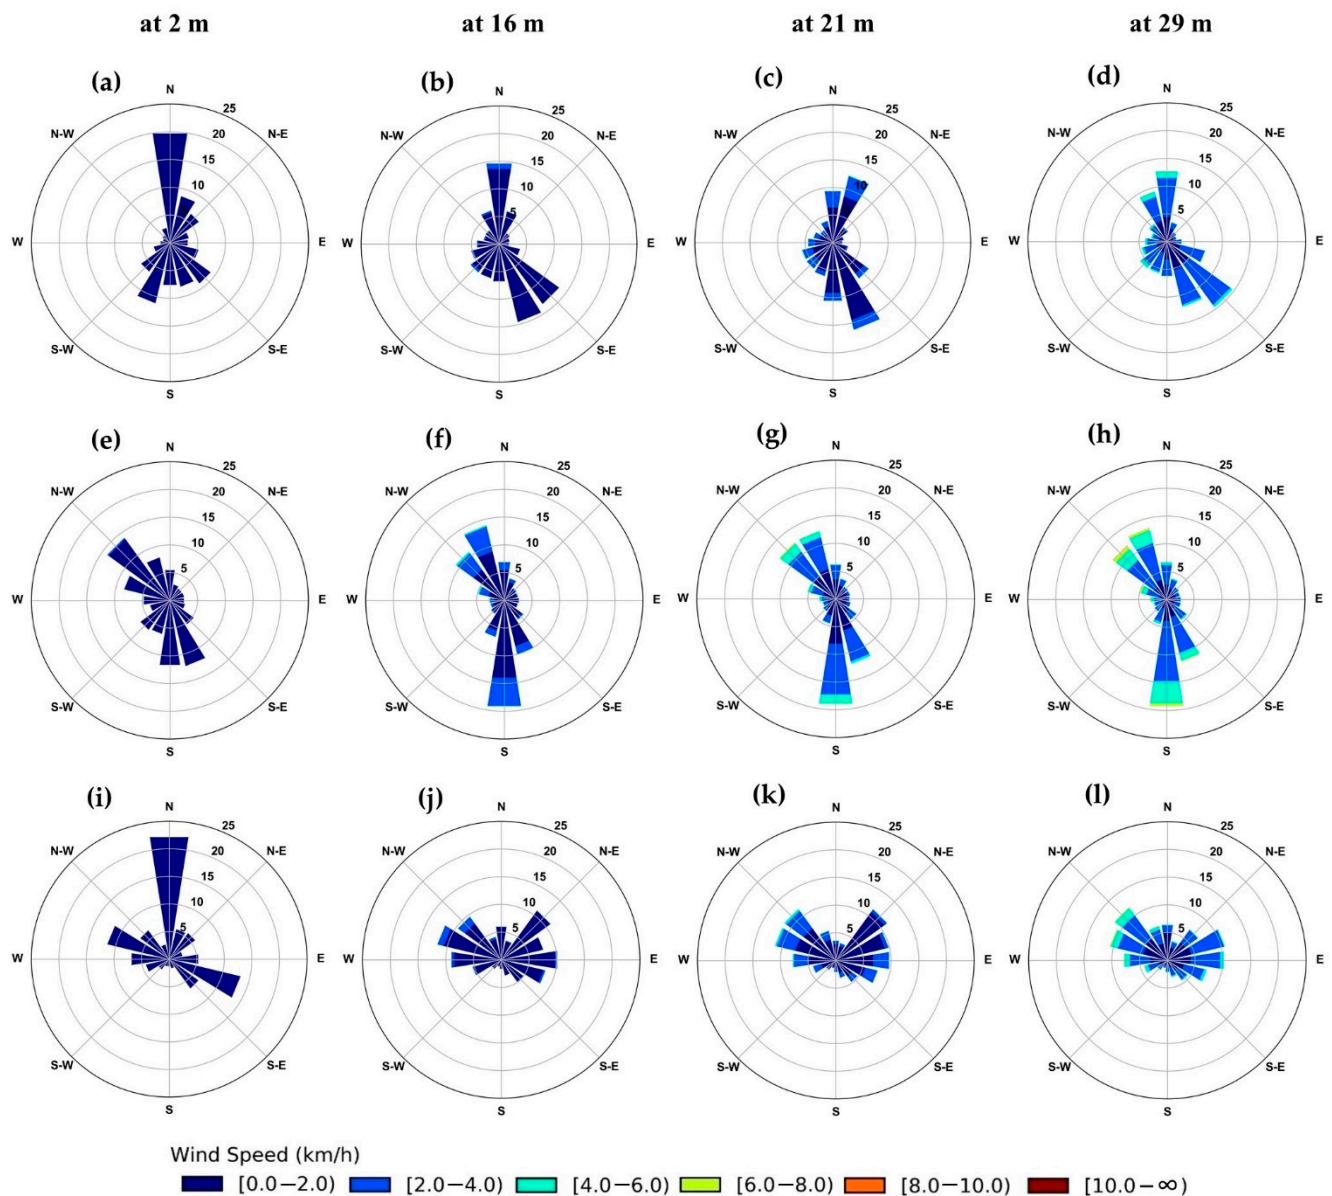 at 2 m at 16 m at 21 m at 29 m
(a) (b) (c) (d)
N N N N
25 25 25 25
N-W N-E N-W N-E N-W N-E N-W N-E
20 20 20 20
15 15 15 15
10 10 10 10
5 5
W E W E W E W E
S-W S-E S-W S-E S-W S-E S-W S-E
S S S S
(e) (f) (g) (h)
N N N N
25 25 25 25
N-W N-E N-W N-E N-W N-E N-W N-E
20 20 20 20
15 15 15 15
10 10 10 10
5 5 5 5
W E W E W E W E
S-W S-E S-W S-E S-W S-E S-W S-E
S S S S
(i) (j) (k) (l)
N N N N
25 25 25 25
N-W N-E N-W N-E N-W N-E N-W N-E
20 20 20 20
15 15 15 15
10 10 10 10
5 5 5 5
W E W E W E W E
S-W S-E S-W S-E S-W S-E S-W S-E
S S S S
Wind Speed (km/h)
[0.0−2.0) [2.0−4.0) [4.0−6.0) [6.0−8.0) [8.0−10.0) [10.0−∞)